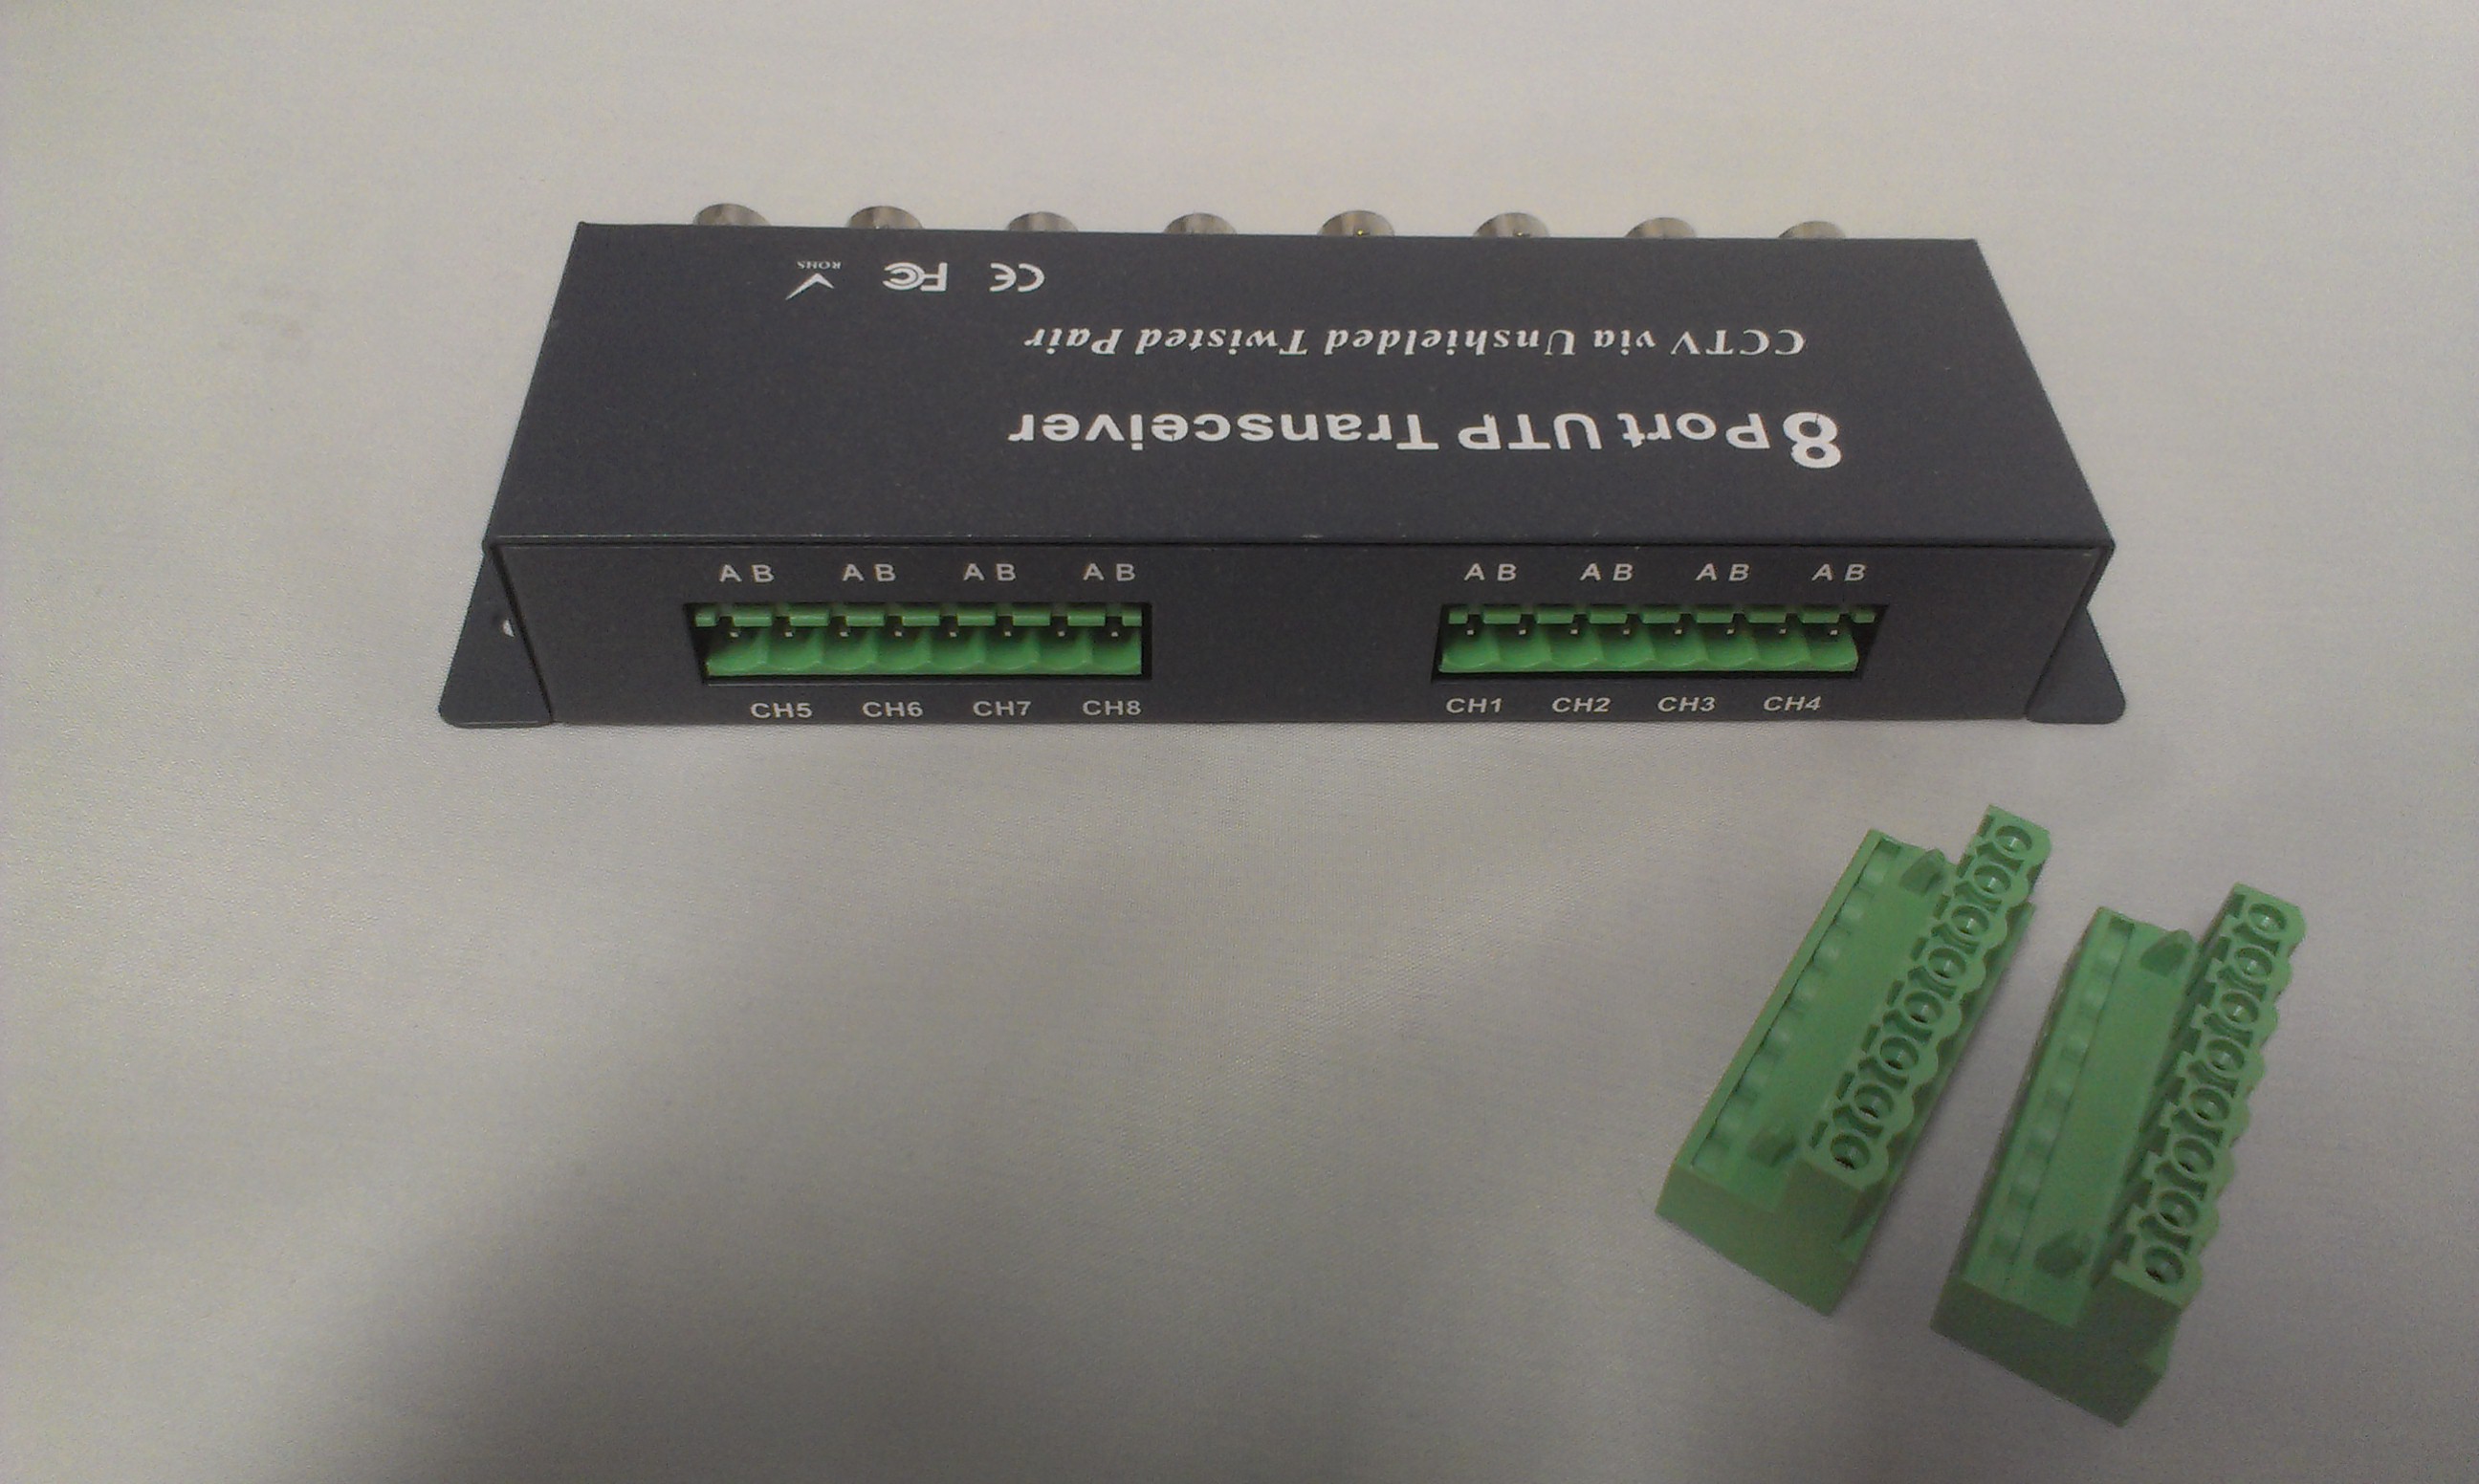 8 Port UTP Transceiver
CCTV via Unshielded Twisted Pair
CE FC ROHS
A B A B A B A B A B A B A B A B
CH5 CH6 CH7 CH8 CH1 CH2 CH3 CH4